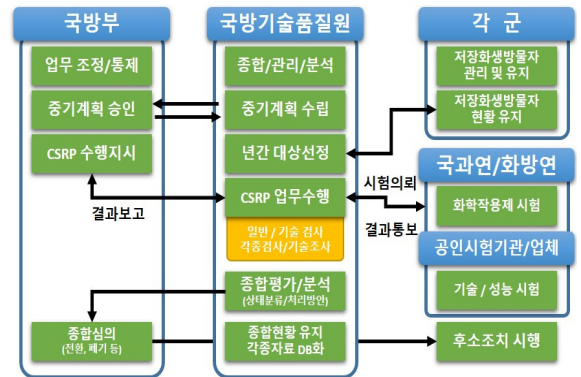 국방부
업무 조정/통제
중기계획 승인
CSRP 수행지시
결과보고
종합심의
(전환, 폐기 등)
국방기술품질원
종합/관리/분석
중기계획 수립
년간 대상선정
CSRP 업무수행
일반 / 기술 검사
각종검사/기술조사
종합평가/분석
(상태분류/처리방안)
종합현황 유지
각종자료 DB화
각 군
저장화생방물자
관리 및 유지
저장화생방물자
현황 유지
시험의뢰
결과통보
국과연/화방연
화학작용제 시험
공인시험기관/업체
기술 / 성능 시험
후소조치 시행